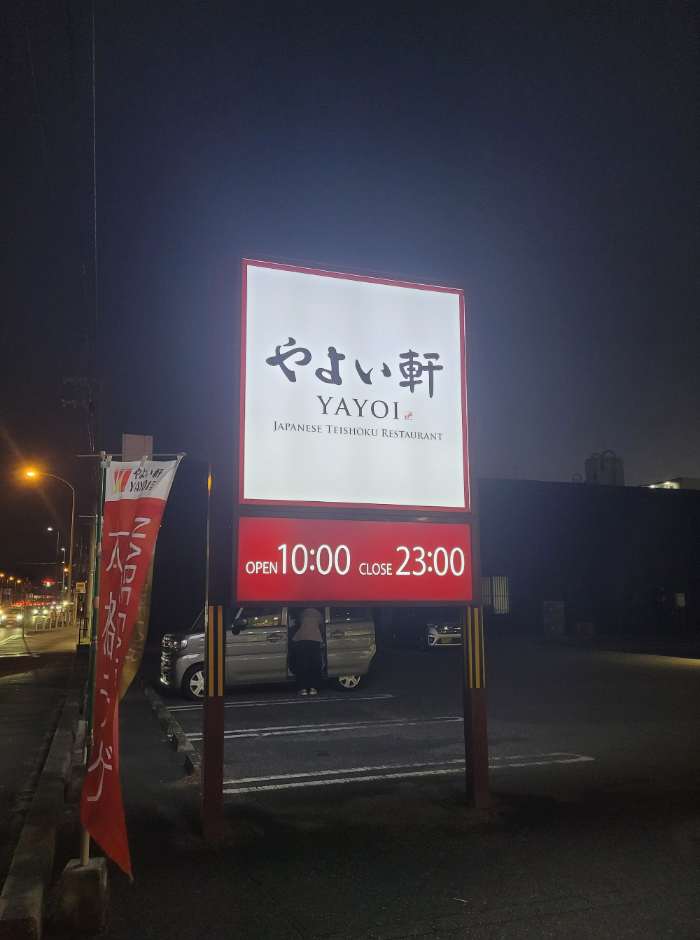 やよい軒
YAYOI
JAPANESE TEISHOKU RESTAURANT
OPEN 10:00 CLOSE 23:00
やよい軒
YAYOI